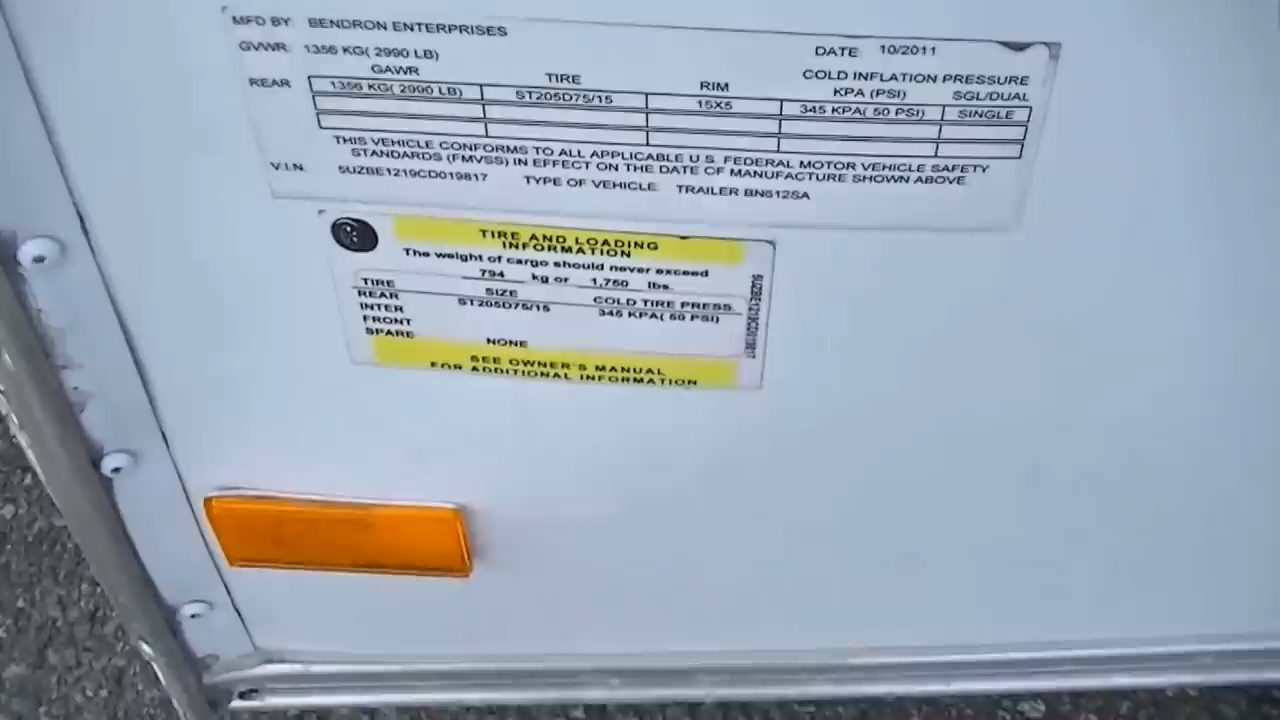 MFD BY: BENDRON ENTERPRISES
GVWR: 1356 KG( 2990 LB)
DATE: 10/2011
GAWR TIRE RIM COLD INFLATION PRESSURE
KPA (PSI) SGL/DUAL
REAR 1356 KG( 2990 LB) ST205D75/15 15X5 345 KPA( 50 PSI) SINGLE
THIS VEHICLE CONFORMS TO ALL APPLICABLE U.S. FEDERAL MOTOR VEHICLE SAFETY
STANDARDS (FMVSS) IN EFFECT ON THE DATE OF MANUFACTURE SHOWN ABOVE
V.I.N. 5UZBE1219CD019817 TYPE OF VEHICLE: TRAILER BN612SA
TIRE AND LOADING
INFORMATION
The weight of cargo should never exceed
794 kg or 1,750 lbs.
TIRE SIZE COLD TIRE PRESS.
REAR ST205D75/15 345 KPA( 50 PSI)
INTER
FRONT
SPARE NONE
SEE OWNER'S MANUAL
FOR ADDITIONAL INFORMATION
5UZBE1219CD019817